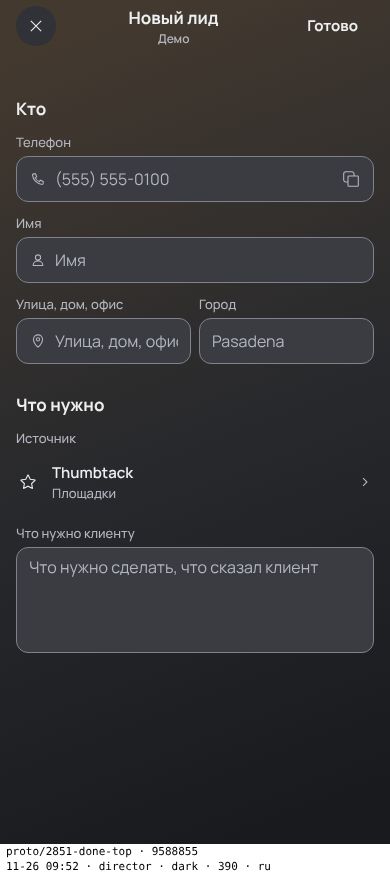 Новый лид
Демо
Готово
Кто
Телефон
(555) 555-0100
Имя
Имя
Улица, дом, офис
Город
Улица, дом, офи
Pasadena
Что нужно
Источник
Thumbtack
Площадки
Что нужно клиенту
Что нужно сделать, что сказал клиент
proto/2851-done-top · 9588855
11-26 09:52 · director · dark · 390 · ru